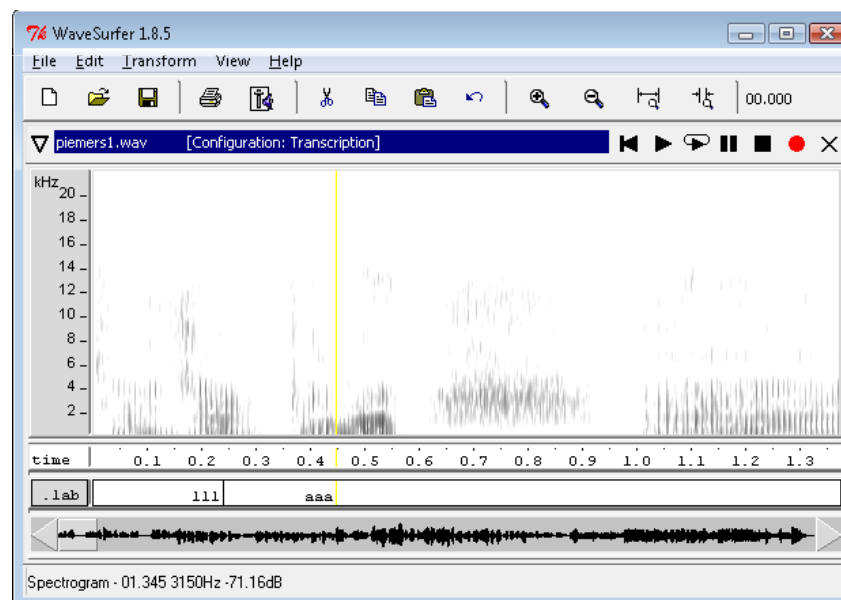 7% WaveSurfer 1.8.5
File Edit Transform View Help
00.000
piemers1.wav [Configuration: Transcription]
kHz
20
18
16
14
12
10
8
6
4
2
time 0.1 0.2 0.3 0.4 0.5 0.6 0.7 0.8 0.9 1.0 1.1 1.2 1.3
.lab lll aaa
Spectrogram - 01.345 3150Hz -71.16dB